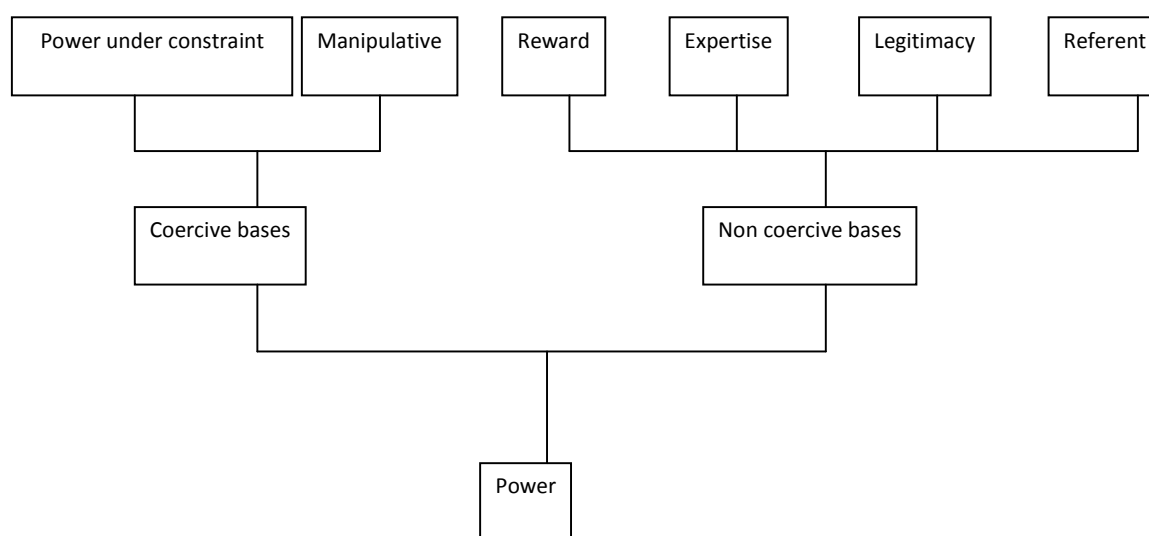 Power under constraint
Manipulative
Reward
Expertise
Legitimacy
Referent
Coercive bases
Non coercive bases
Power